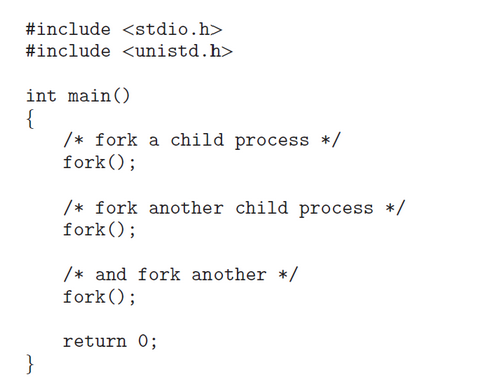 #include <stdio.h>
#include <unistd.h>
int main()
{
/* fork a child process */
fork();
/* fork another child process */
fork();
/* and fork another */
fork();
return 0;
}